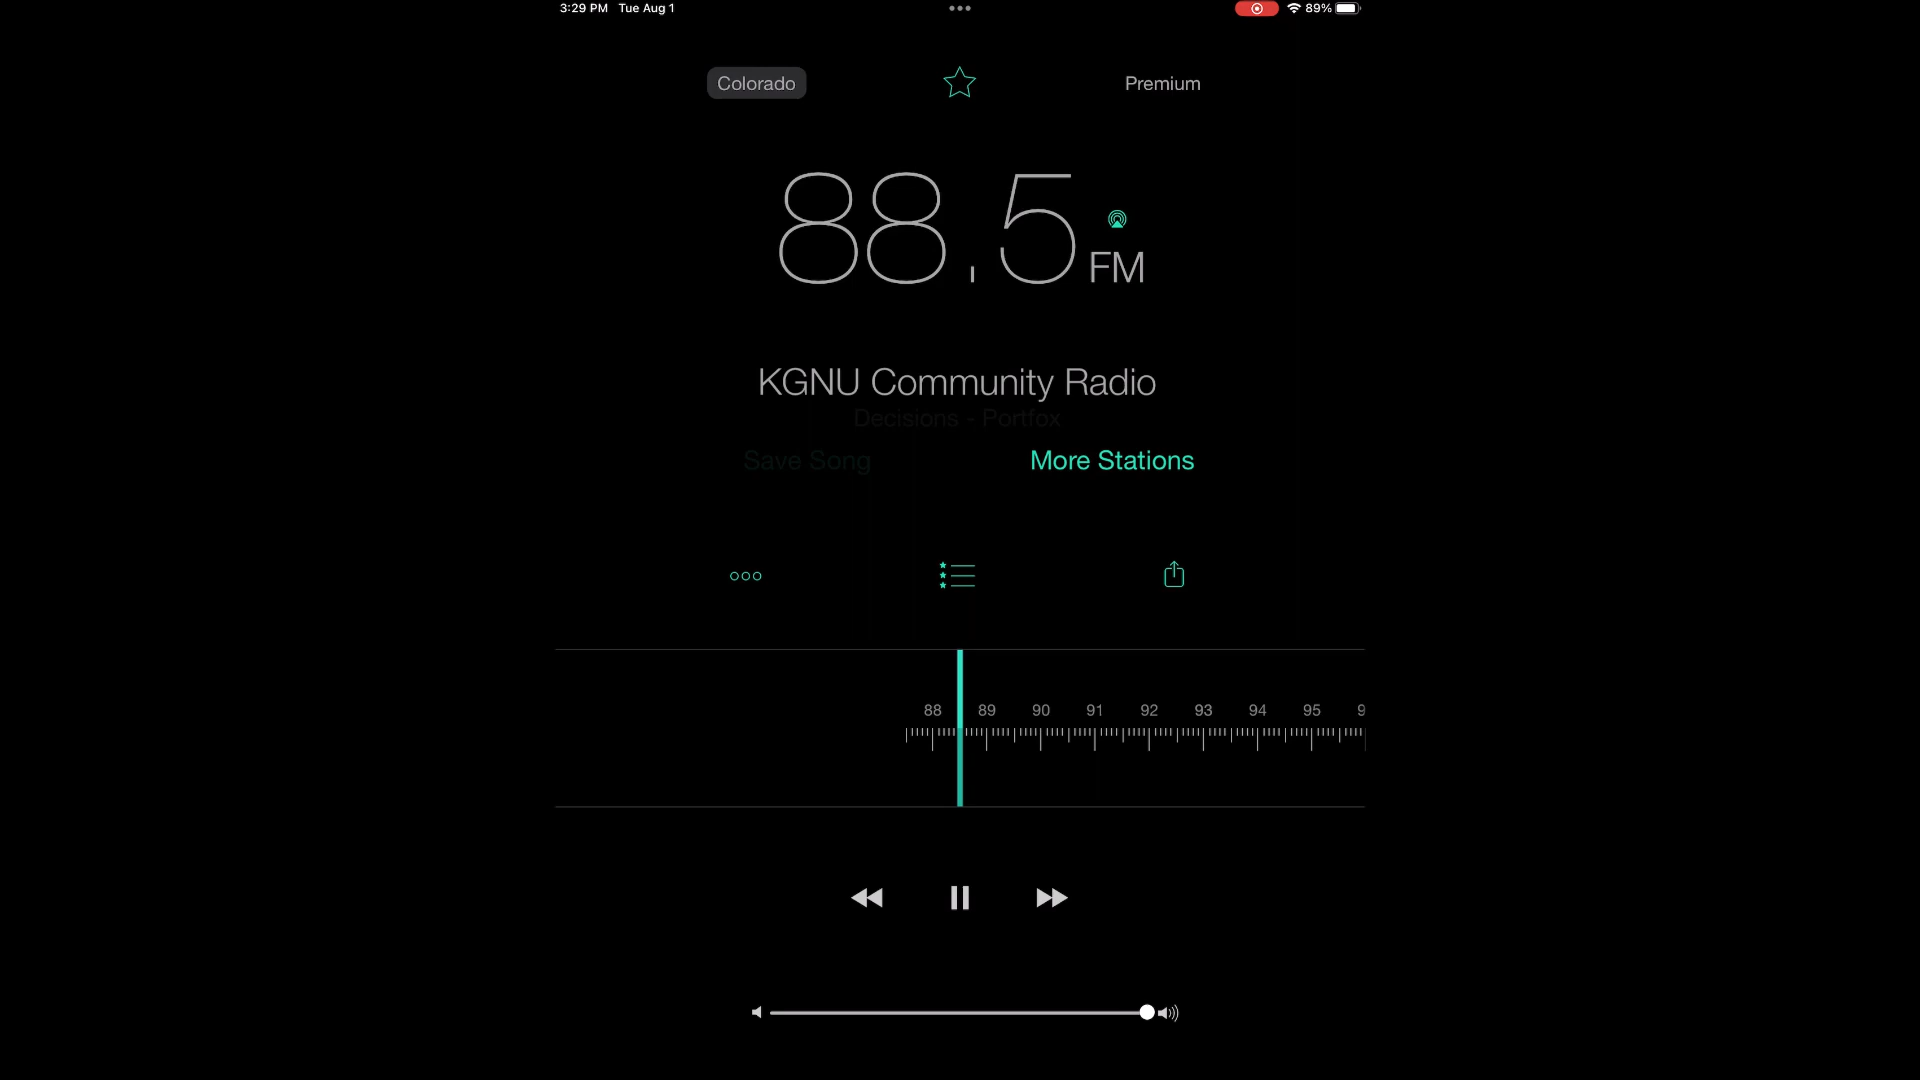 3:29 PM Tue Aug 1
89%
Colorado
Premium
88.5 FM
KGNU Community Radio
Decisions - Portfox
Save Song
More Stations
88 89 90 91 92 93 94 95 9